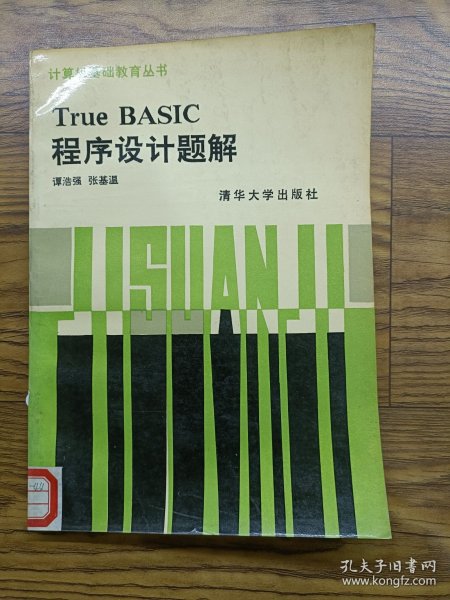 计算机基础教育丛书
True BASIC
程序设计题解
谭浩强 张基温
清华大学出版社
JISUANJI
孔夫子旧书网
www.kongfz.com